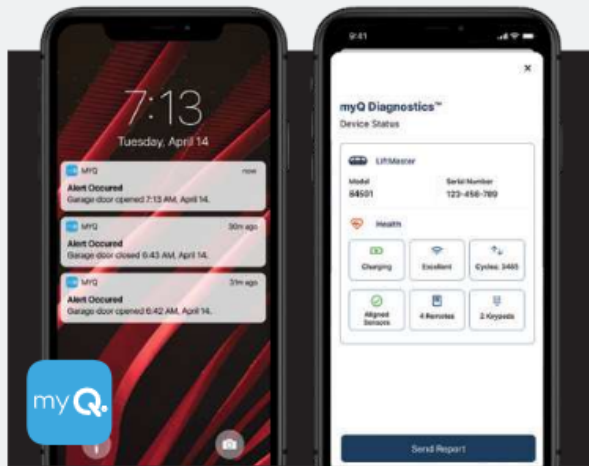 7:13
Tuesday, April 14
MYQ now
Alert Occured
Garage door opened 7:13 AM, April 14.
MYQ 30m ago
Alert Occured
Garage door closed 6:43 AM, April 14.
MYQ 31m ago
Alert Occured
Garage door opened 6:42 AM, April 14.
myQ.
9:41
myQ Diagnostics™
Device Status
LiftMaster
Model Serial Number
84501 123-456-789
Health
Charging Excellent Cycles: 3465
Aligned Sensors 4 Remotes 2 Keypads
Send Report